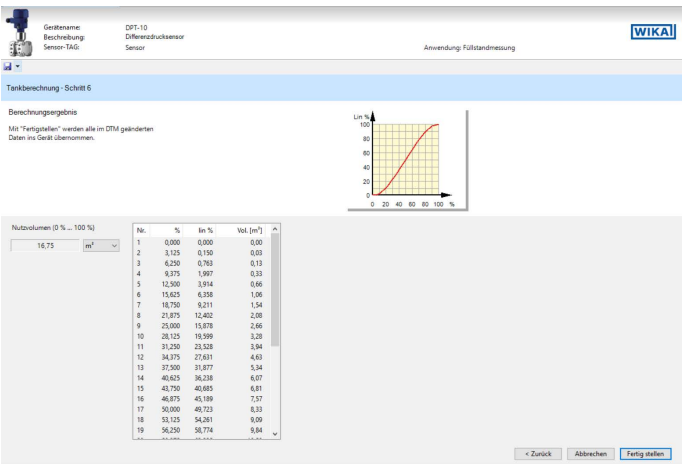 Gerätename: DPT-10
Beschreibung: Differenzdrucksensor
Sensor-TAG: Sensor
Anwendung: Füllstandmessung
WIKAI
Tankberechnung - Schritt 6
Berechnungsergebnis
Mit "Fertigstellen" werden alle im DTM geänderten
Daten ins Gerät übernommen.
Lin %
100
80
60
40
20
0
0 20 40 60 80 100 %
Nutzvolumen (0 % ... 100 %)
16,75 m³
Nr. % lin % Vol. [m³]
1 0,000 0,000 0,00
2 3,125 0,150 0,03
3 6,250 0,763 0,13
4 9,375 1,997 0,33
5 12,500 3,914 0,66
6 15,625 6,358 1,06
7 18,750 9,211 1,54
8 21,875 12,402 2,08
9 25,000 15,878 2,66
10 28,125 19,599 3,28
11 31,250 23,528 3,94
12 34,375 27,631 4,63
13 37,500 31,877 5,34
14 40,625 36,238 6,07
15 43,750 40,685 6,81
16 46,875 45,189 7,57
17 50,000 49,723 8,33
18 53,125 54,261 9,09
19 56,250 58,774 9,84
< Zurück Abbrechen Fertig stellen